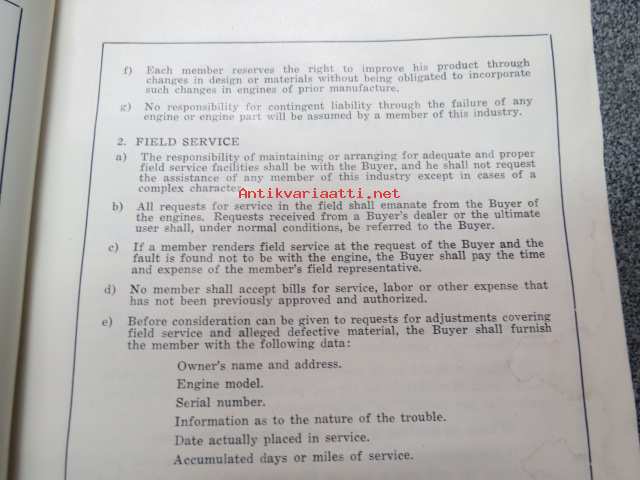 f) Each member reserves the right to improve his product through
changes in design or materials without being obligated to incorporate
such changes in engines of prior manufacture.
g) No responsibility for contingent liability through the failure of any
engine or engine part will be assumed by a member of this industry.
2. FIELD SERVICE
a) The responsibility of maintaining or arranging for adequate and proper
field service facilities shall be with the Buyer, and he shall not request
the assistance of any member of this industry except in cases of a
complex character
Antikvariaatti.net
b) All requests for service in the field shall emanate from the Buyer of
the engines. Requests received from a Buyer's dealer or the ultimate
user shall, under normal conditions, be referred to the Buyer.
c) If a member renders field service at the request of the Buyer and the
fault is found not to be with the engine, the Buyer shall pay the time
and expense of the member's field representative.
d) No member shall accept bills for service, labor or other expense that
has not been previously approved and authorized.
e) Before consideration can be given to requests for adjustments covering
field service and alleged defective material, the Buyer shall furnish
the member with the following data:
Owner's name and address.
Engine model.
Serial number.
Information as to the nature of the trouble.
Date actually placed in service.
Accumulated days or miles of service.